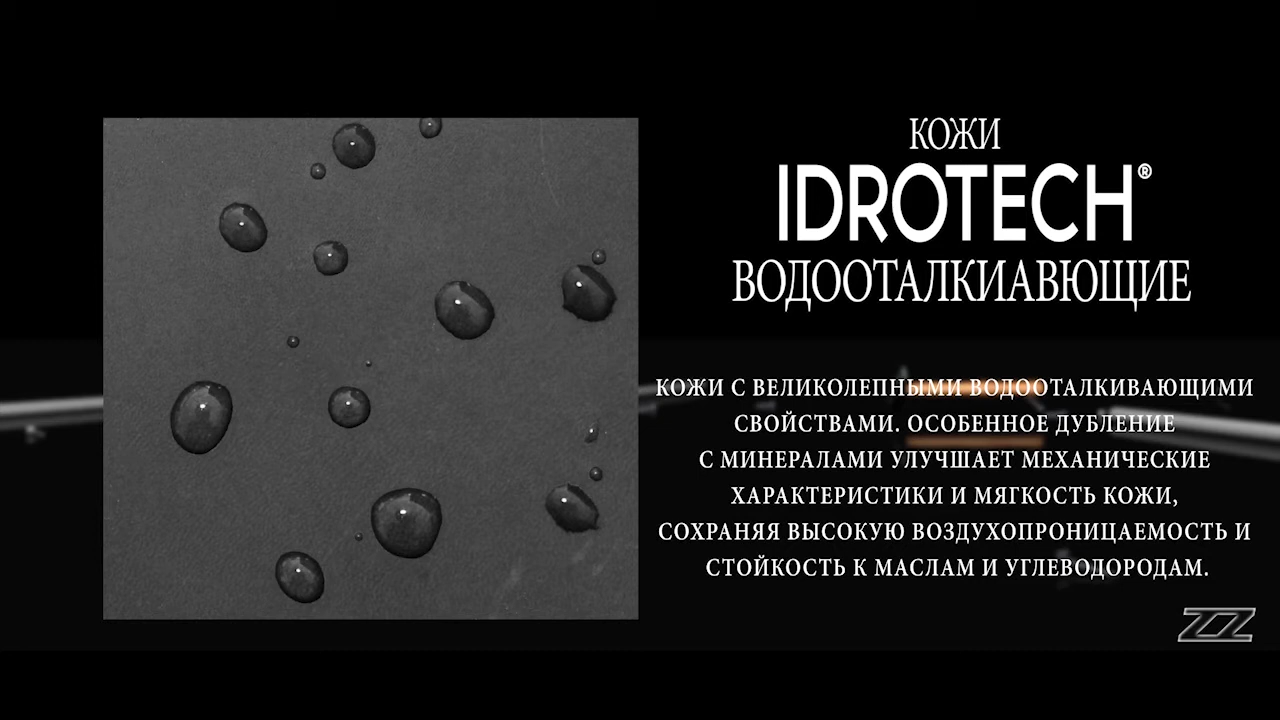 КОЖИ
IDROTECH®
ВОДООТАЛКИАВЮЩИЕ
КОЖИ С ВЕЛИКОЛЕПНЫМИ ВОДООТАЛКИВАЮЩИМИ
СВОЙСТВАМИ. ОСОБЕННОЕ ДУБЛЕНИЕ
С МИНЕРАЛАМИ УЛУЧШАЕТ МЕХАНИЧЕСКИЕ
ХАРАКТЕРИСТИКИ И МЯГКОСТЬ КОЖИ,
СОХРАНЯЯ ВЫСОКУЮ ВОЗДУХОПРОНИЦАЕМОСТЬ И
СТОЙКОСТЬ К МАСЛАМ И УГЛЕВОДОРОДАМ.
ZZ